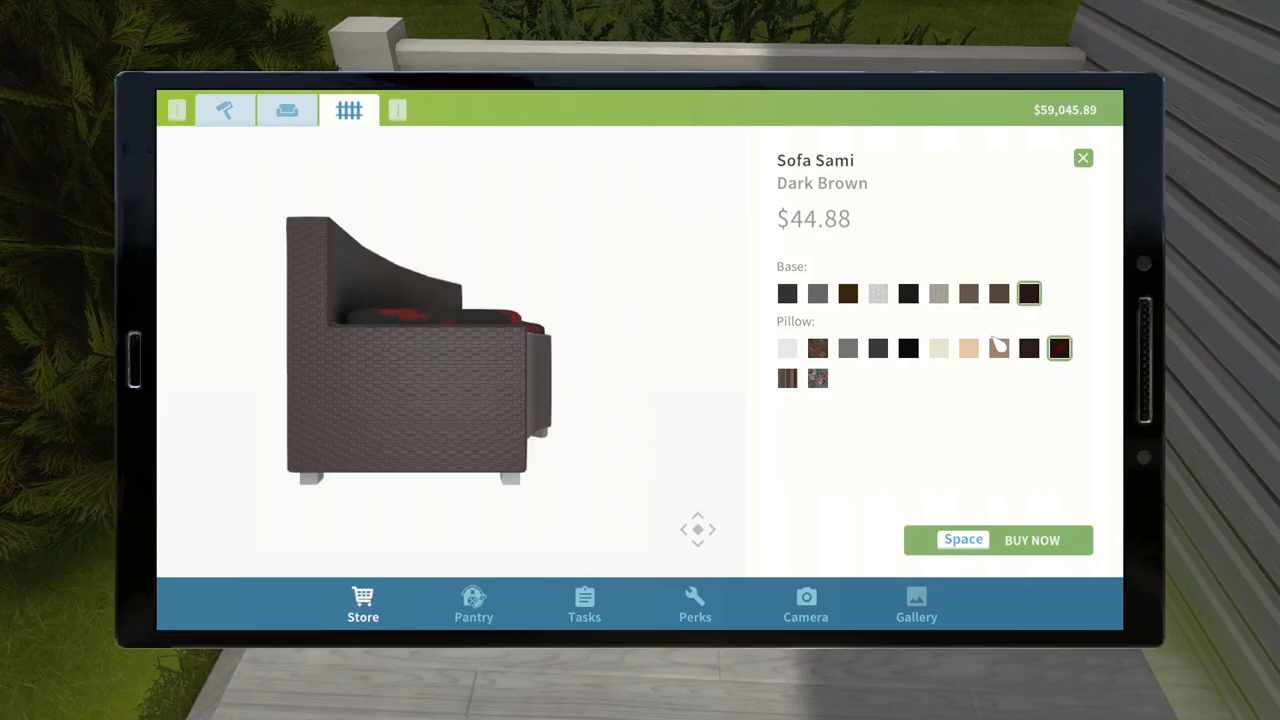 $59,045.89
Sofa Sami
Dark Brown
$44.88
Base:
Pillow:
Space BUY NOW
Store
Pantry
Tasks
Perks
Camera
Gallery